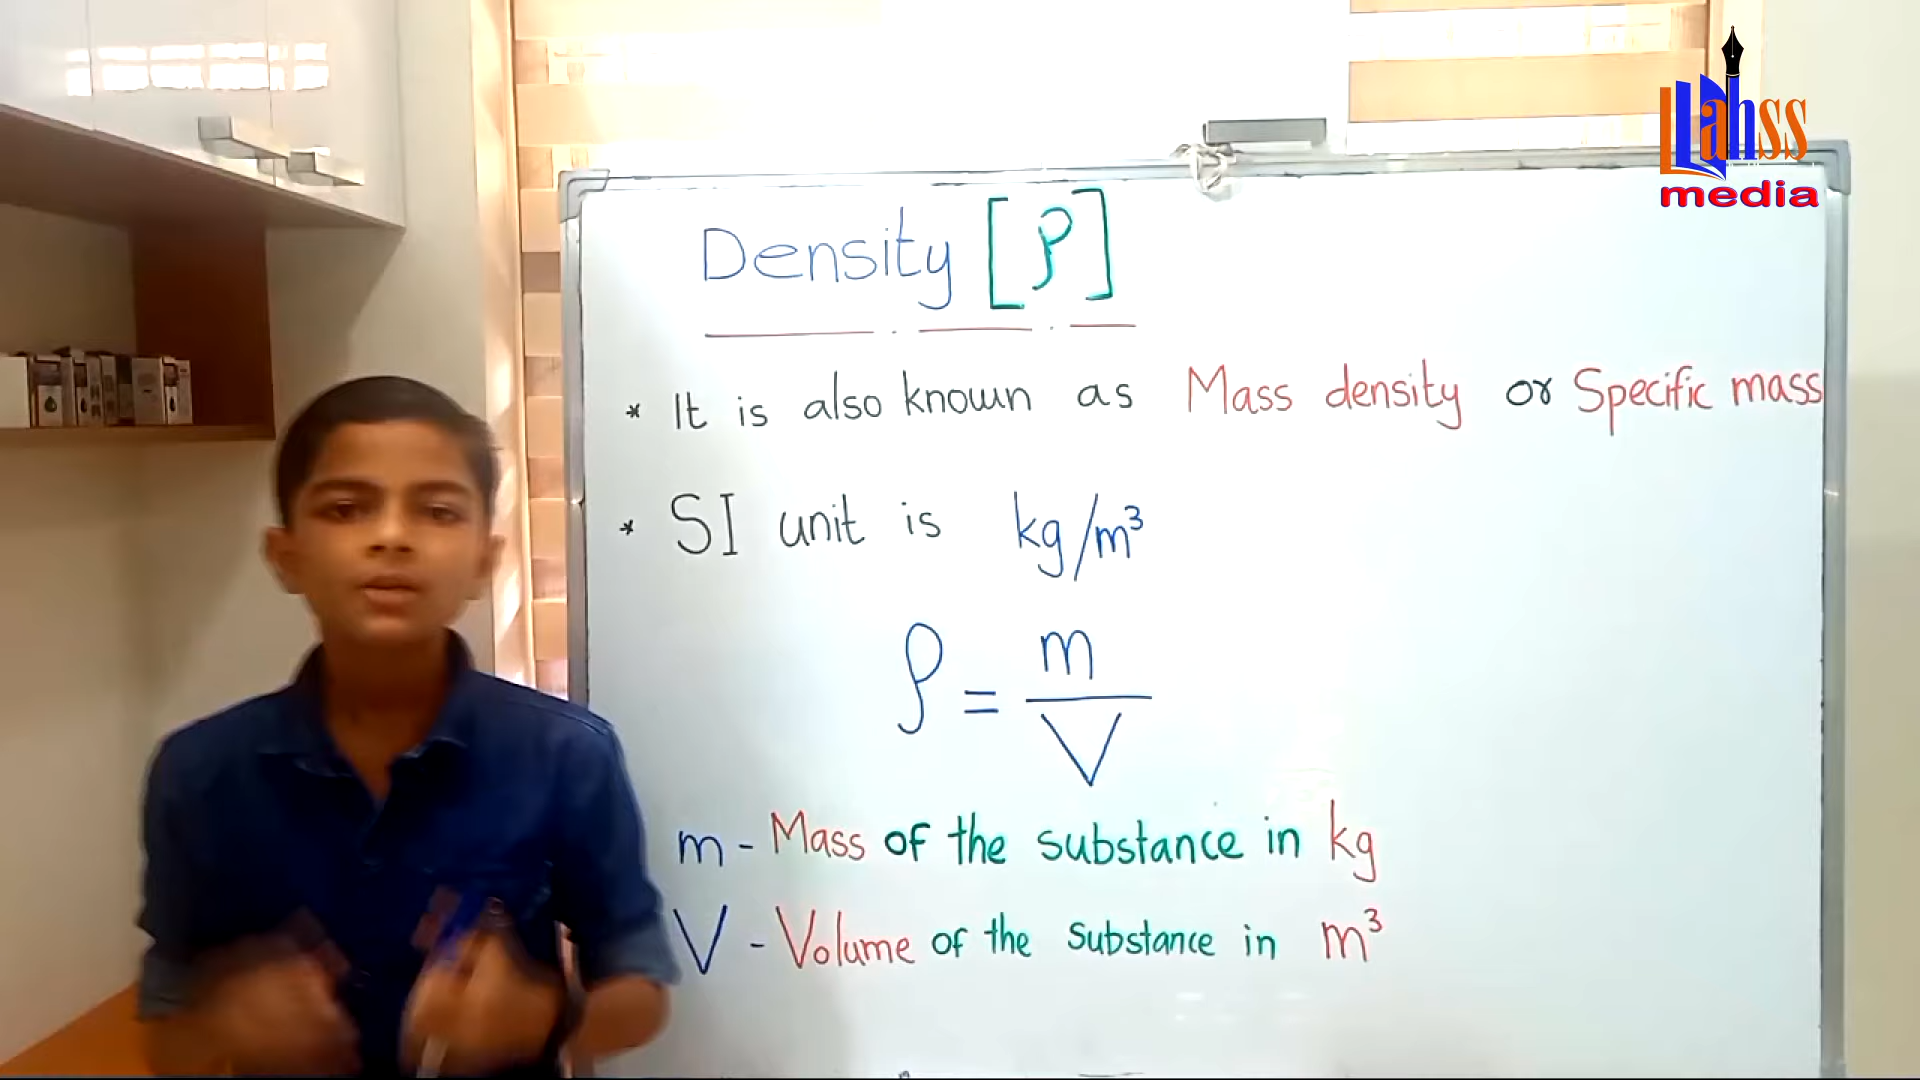 Lahss
media
Density [ρ]
* It is also known as Mass density or Specific mass
* SI unit is kg/m³
ρ = m/V
m - Mass of the substance in kg
V - Volume of the substance in m³